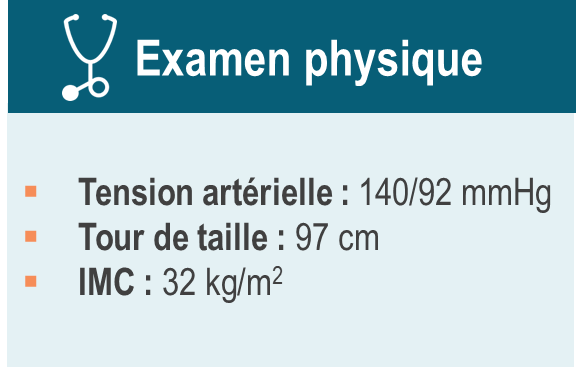 Examen physique
▪ Tension artérielle : 140/92 mmHg
▪ Tour de taille : 97 cm
▪ IMC : 32 kg/m²